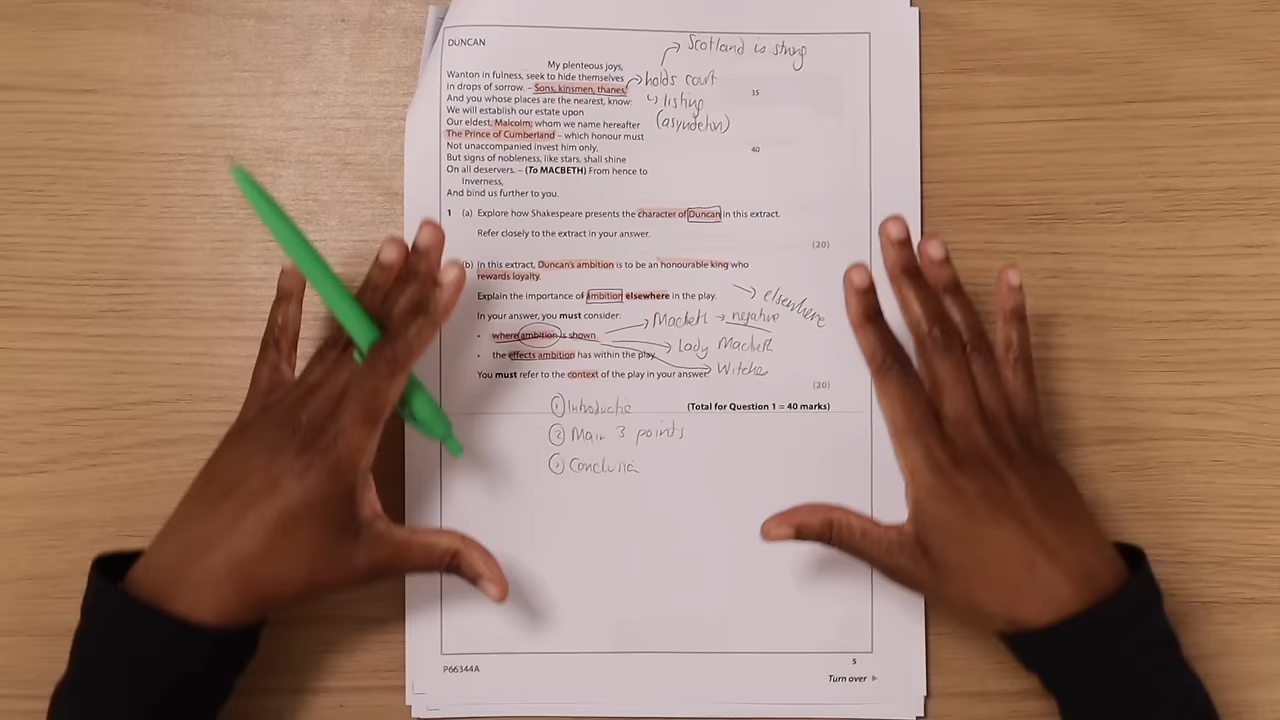 DUNCAN
Scotland is strong
My plenteous joys,
Wanton in fulness, seek to hide themselves
holds court
In drops of sorrow. – Sons, kinsmen, thanes,
35
And you whose places are the nearest, know:
listing
We will establish our estate upon
(asyndeton)
Our eldest, Malcolm, whom we name hereafter
The Prince of Cumberland – which honour must
Not unaccompanied invest him only,
40
But signs of nobleness, like stars, shall shine
On all deservers. – (To MACBETH) From hence to
Inverness,
And bind us further to you.
1 (a) Explore how Shakespeare presents the character of Duncan in this extract.
Refer closely to the extract in your answer.
(20)
(b) In this extract, Duncan's ambition is to be an honourable king who
rewards loyalty.
Explain the importance of ambition elsewhere in the play.
elsewhere
In your answer, you must consider:
Macbeth → negative
• where ambition is shown
Lady Macbeth
• the effects ambition has within the play.
Witches
You must refer to the context of the play in your answer.
(20)
(Total for Question 1 = 40 marks)
① Introductio
② Main 3 points
③ Conclusio
P66344A
5
Turn over